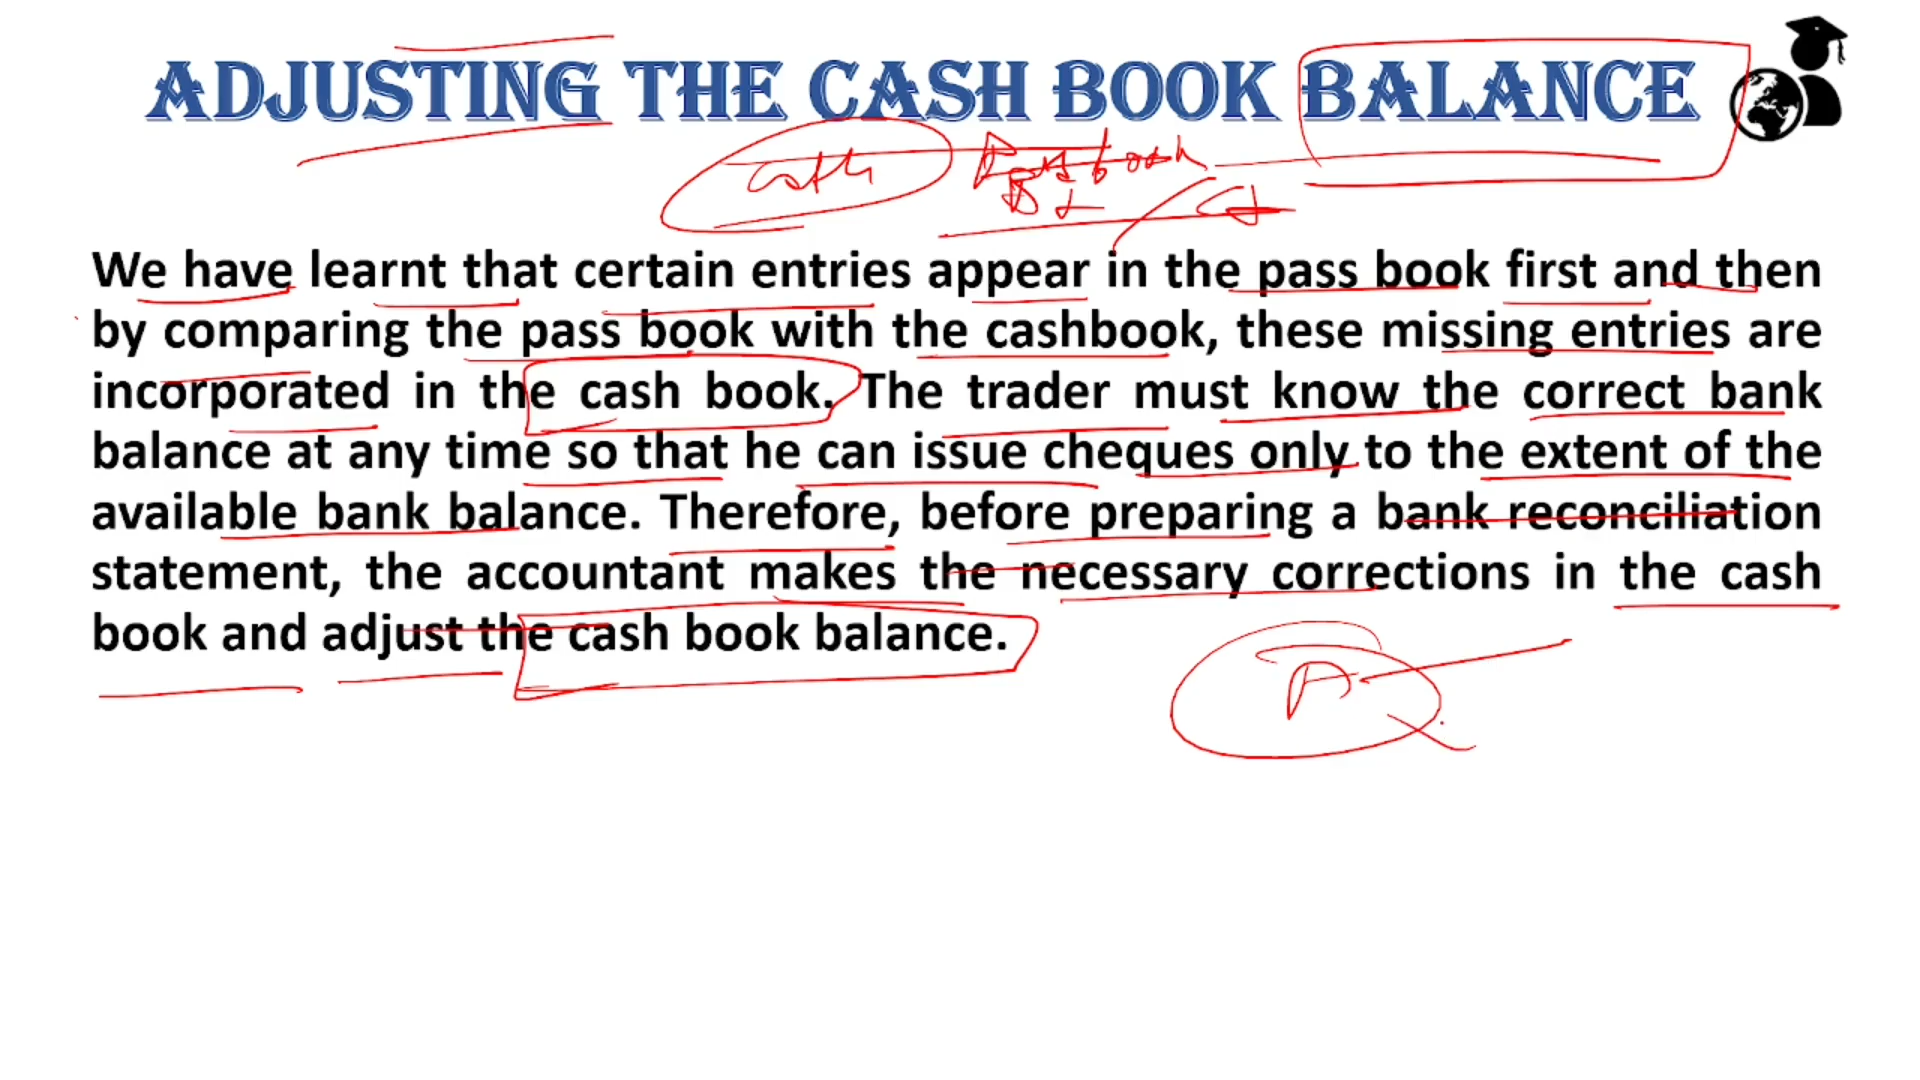 ADJUSTING THE CASH BOOK BALANCE
cash Pass book
We have learnt that certain entries appear in the pass book first and then
by comparing the pass book with the cashbook, these missing entries are
incorporated in the cash book. The trader must know the correct bank
balance at any time so that he can issue cheques only to the extent of the
available bank balance. Therefore, before preparing a bank reconciliation
statement, the accountant makes the necessary corrections in the cash
book and adjust the cash book balance.